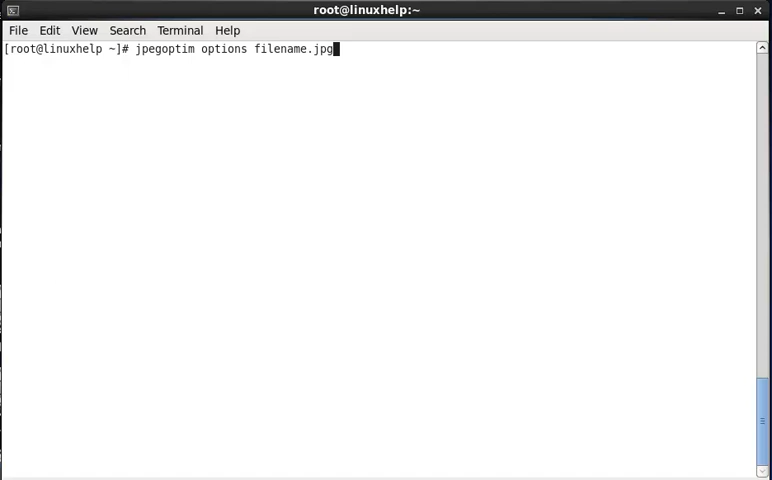 root@linuxhelp:~
File Edit View Search Terminal Help
[root@linuxhelp ~]# jpegoptim options filename.jpg